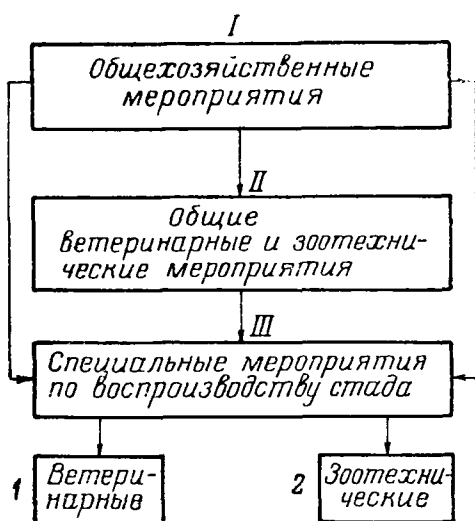 I
Общехозяйственные
мероприятия
II
Общие
ветеринарные и зоотехни-
ческие мероприятия
III
Специальные мероприятия
по воспроизводству стада
1
Ветери-
нарные
2
Зоотехни-
ческие